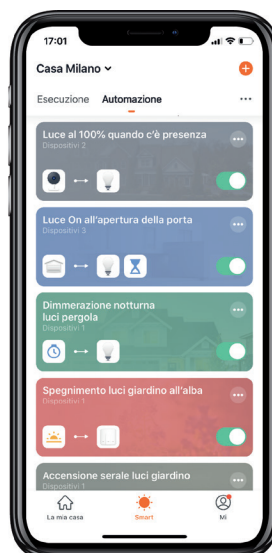 17:01
Casa Milano
Esecuzione Automazione
Luce al 100% quando c'è presenza
Dispositivi 2
Luce On all'apertura della porta
Dispositivi 3
Dimmerazione notturna
luci pergola
Dispositivi 1
Spegnimento luci giardino all'alba
Dispositivi 1
Accensione serale luci giardino
Dispositivi 1
La mia casa Smart Mi